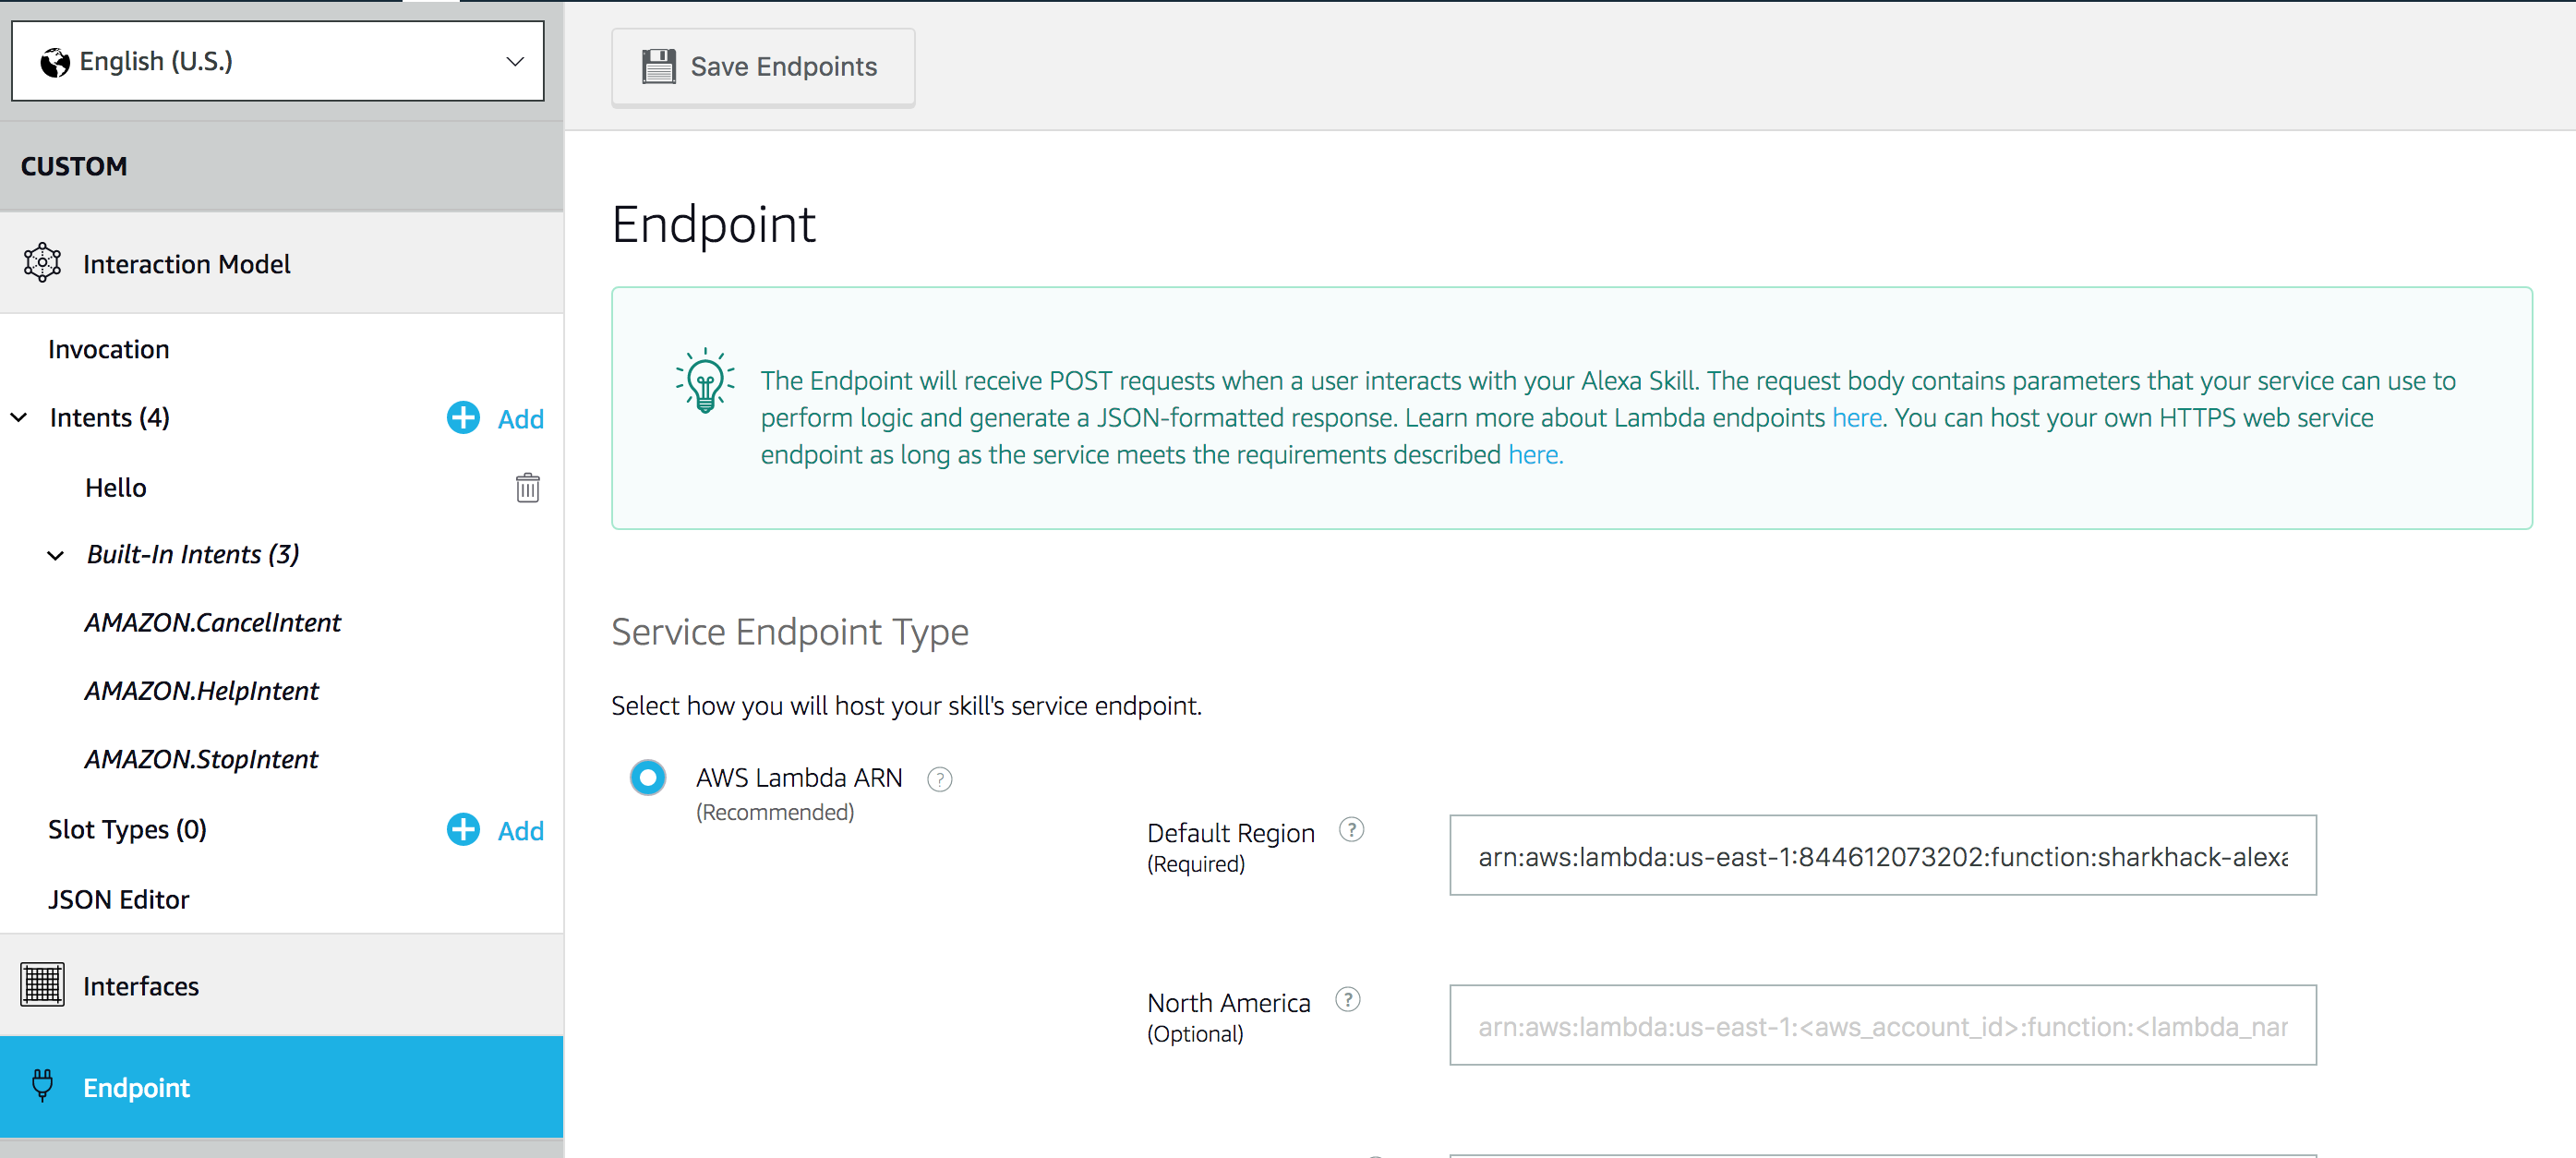 English (U.S.)
Save Endpoints
CUSTOM
Interaction Model
Invocation
Intents (4)
Add
Hello
Built-In Intents (3)
AMAZON.CancelIntent
AMAZON.HelpIntent
AMAZON.StopIntent
Slot Types (0)
Add
JSON Editor
Interfaces
Endpoint
Endpoint
The Endpoint will receive POST requests when a user interacts with your Alexa Skill. The request body contains parameters that your service can use to
perform logic and generate a JSON-formatted response. Learn more about Lambda endpoints here. You can host your own HTTPS web service
endpoint as long as the service meets the requirements described here.
Service Endpoint Type
Select how you will host your skill's service endpoint.
AWS Lambda ARN ?
(Recommended)
Default Region ?
(Required)
arn:aws:lambda:us-east-1:844612073202:function:sharkhack-alexa
North America ?
(Optional)
arn:aws:lambda:us-east-1:<aws_account_id>:function:<lambda_nar